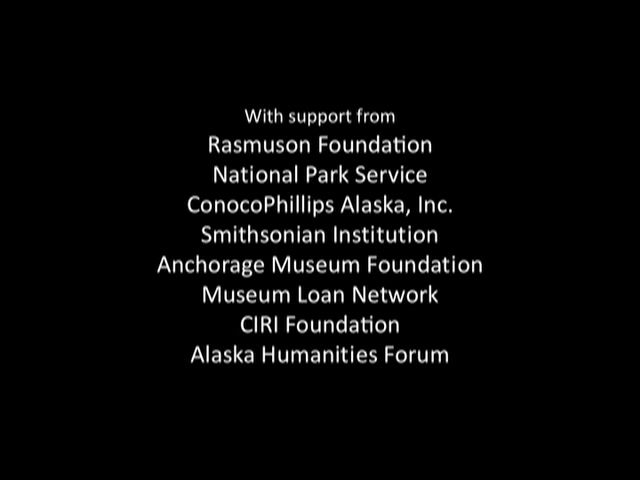 With support from
Rasmuson Foundation
National Park Service
ConocoPhillips Alaska, Inc.
Smithsonian Institution
Anchorage Museum Foundation
Museum Loan Network
CIRI Foundation
Alaska Humanities Forum